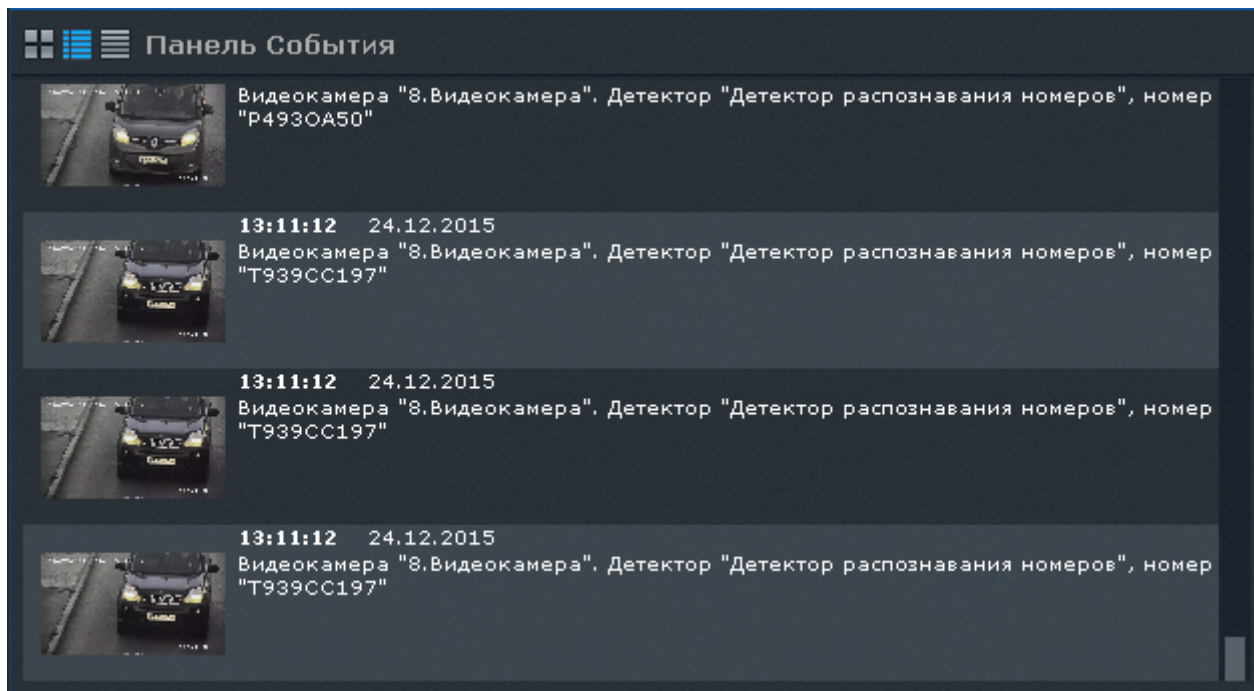 Панель События
Видеокамера "8.Видеокамера". Детектор "Детектор распознавания номеров", номер
"Р493ОА50"
13:11:12 24.12.2015
Видеокамера "8.Видеокамера". Детектор "Детектор распознавания номеров", номер
"Т939СС197"
13:11:12 24.12.2015
Видеокамера "8.Видеокамера". Детектор "Детектор распознавания номеров", номер
"Т939СС197"
13:11:12 24.12.2015
Видеокамера "8.Видеокамера". Детектор "Детектор распознавания номеров", номер
"Т939СС197"